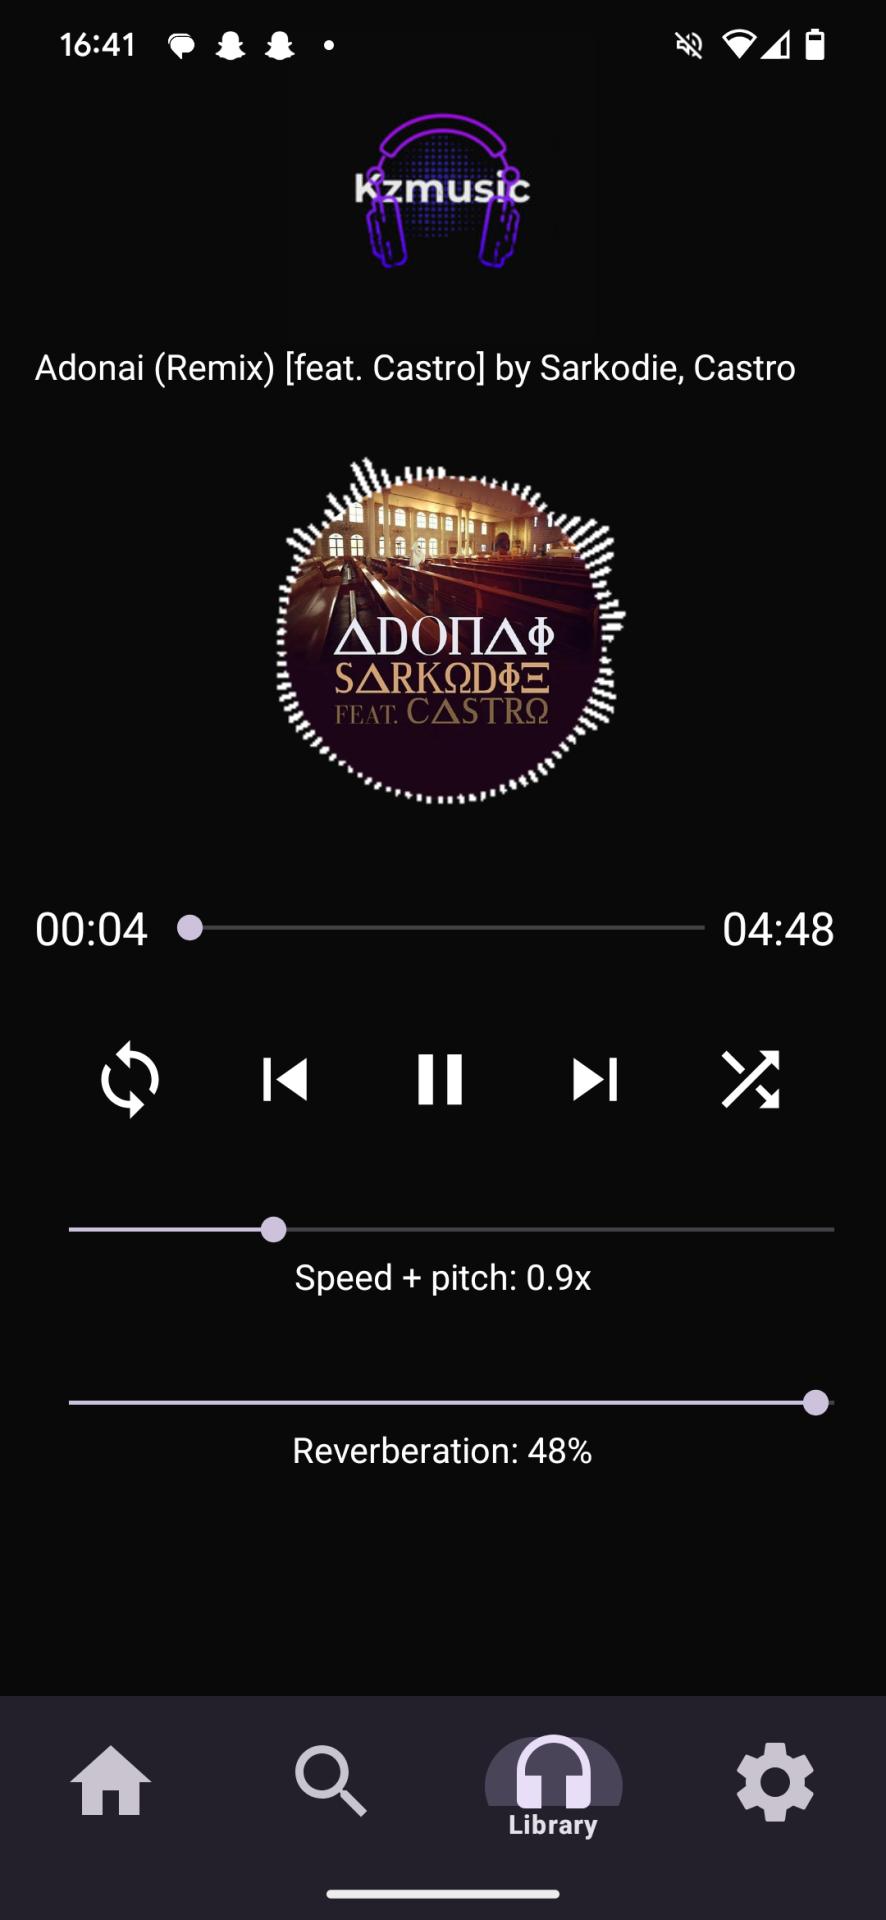 16:41
Kzmusic
Adonai (Remix) [feat. Castro] by Sarkodie, Castro
ΔDOΠΔΦ
SΔRKΩDΦΞ
FEAT. CΔSTRΩ
00:04
04:48
Speed + pitch: 0.9x
Reverberation: 48%
Library